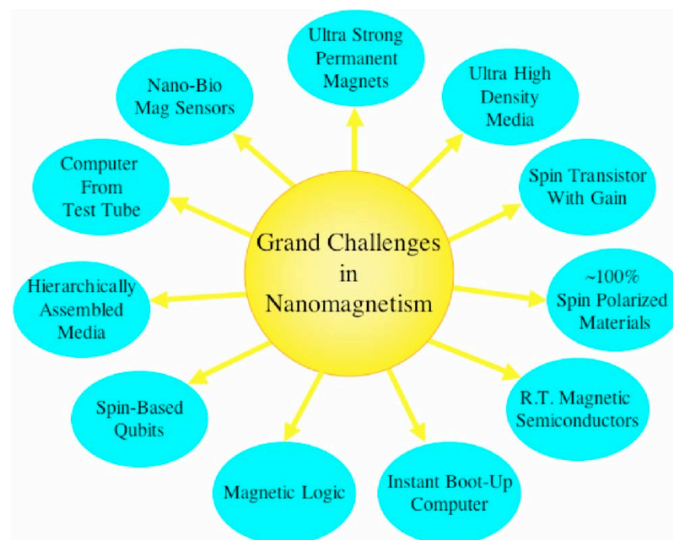 Grand Challenges
in
Nanomagnetism
Ultra Strong
Permanent
Magnets
Ultra High
Density
Media
Spin Transistor
With Gain
~100%
Spin Polarized
Materials
R.T. Magnetic
Semiconductors
Instant Boot-Up
Computer
Magnetic Logic
Spin-Based
Qubits
Hierarchically
Assembled
Media
Computer
From
Test Tube
Nano-Bio
Mag Sensors